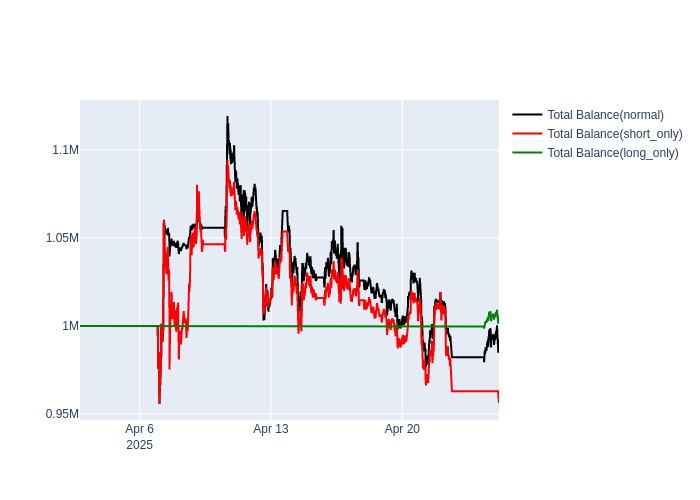 Total Balance(normal)
Total Balance(short_only)
Total Balance(long_only)
1.1M
1.05M
1M
0.95M
Apr 6
2025
Apr 13
Apr 20